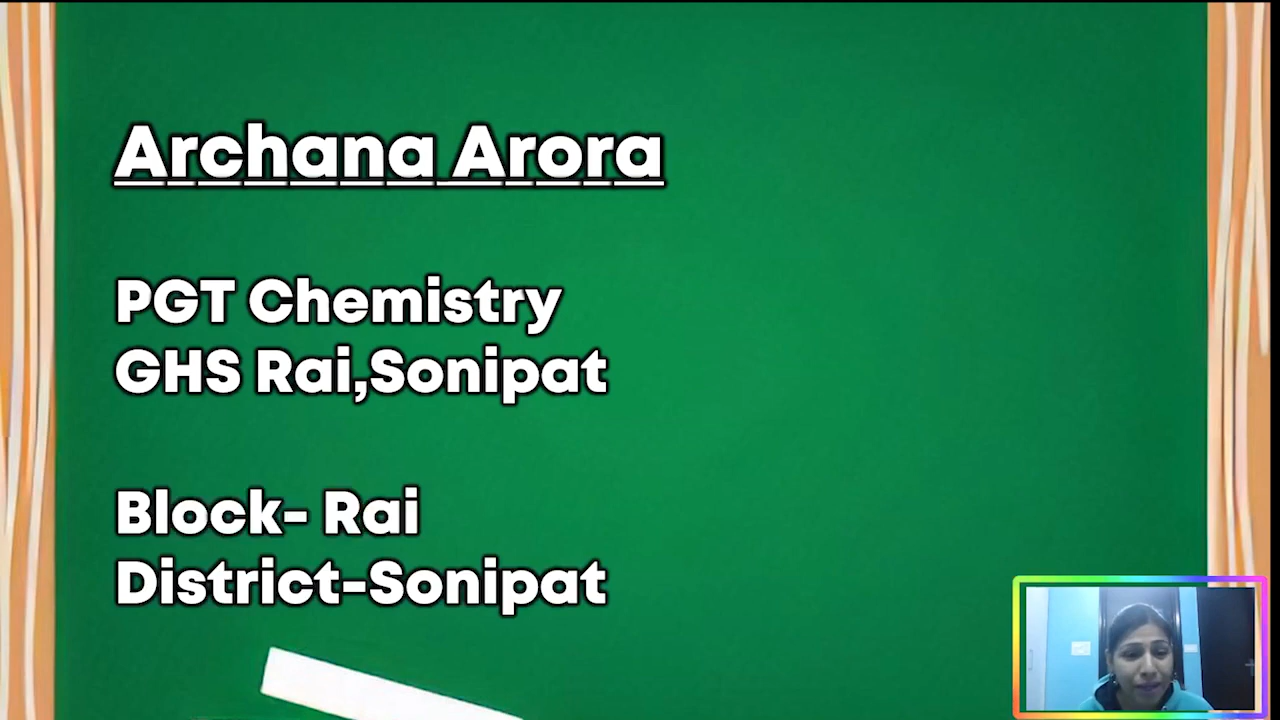 Archana Arora
PGT Chemistry
GHS Rai,Sonipat
Block- Rai
District-Sonipat